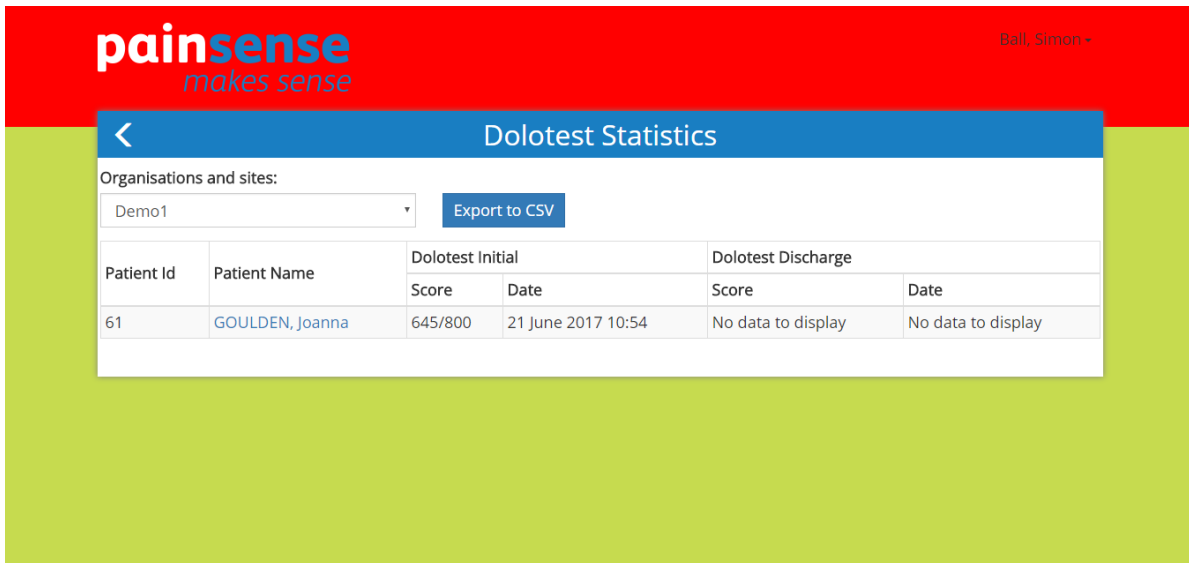 painsense
makes sense
Ball, Simon
Dolotest Statistics
Organisations and sites:
Demo1
Export to CSV
Patient Id Patient Name Dolotest Initial Dolotest Discharge
Score Date Score Date
61 GOULDEN, Joanna 645/800 21 June 2017 10:54 No data to display No data to display